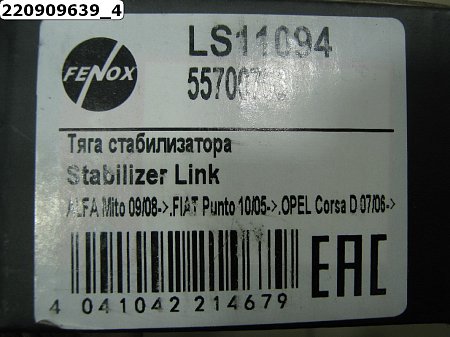 220909639_4
FENOX
LS11094
Тяга стабилизатора
Stabilizer Link
ALFA Mito 09/08->,FIAT Punto 10/05->,OPEL Corsa D 07/06->
EAC
4 041042 214679